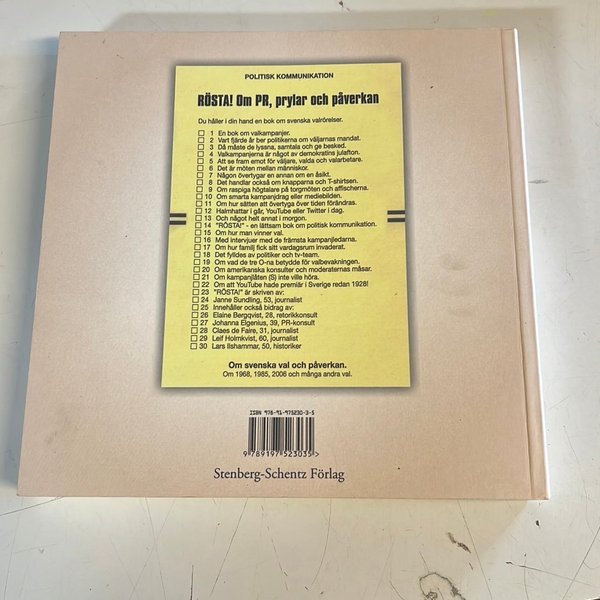 POLITISK KOMMUNIKATION
RÖSTA! Om PR, prylar och påverkan
Du håller i din hand en bok om svenska valrörelser.
1 En bok om valkampanjer.
2 Vart fjärde år ber politikerna om väljarnas mandat.
3 Då måste de lyssna, samtala och ge besked.
4 Valkampanjerna är något av demokratins julafton.
5 Att se fram emot för väljare, valda och valarbetare.
6 Det är möten mellan människor.
7 Någon övertygar en annan om en åsikt.
8 Det handlar också om knapparna och T-shirtsen.
9 Om raspiga högtalare på torgmöten och affischerna.
10 Om smarta kampanjdrag eller mediebilden.
11 Om hur sätten att övertyga över tiden förändras.
12 Halmhattar i går, YouTube eller Twitter i dag.
13 Och något helt annat i morgon.
14 "RÖSTA!" - en lättsam bok om politisk kommunikation.
15 Om hur man vinner val.
16 Med intervjuer med de främsta kampanjledarna.
17 Om hur familj fick sitt vardagsrum invaderat.
18 Det fylldes av politiker och tv-team.
19 Om vad de tre O-na betydde för valbevakningen.
20 Om amerikanska konsulter och moderaternas måsar.
21 Om kampanjlåten (S) inte ville höra.
22 Om att YouTube hade premiär i Sverige redan 1928!
23 "RÖSTA!" är skriven av:
24 Janne Sundling, 53, journalist
25 Innehåller också bidrag av:
26 Elaine Bergqvist, 28, retorikkonsult
27 Johanna Elgenius, 39, PR-konsult
28 Claes de Faire, 31, journalist
29 Leif Holmkvist, 60, journalist
30 Lars Ilshammar, 50, historiker
Om svenska val och påverkan.
Om 1968, 1985, 2006 och många andra val.
ISBN 978-91-975230-3-5
9 789197 523035 >
Stenberg-Schentz Förlag